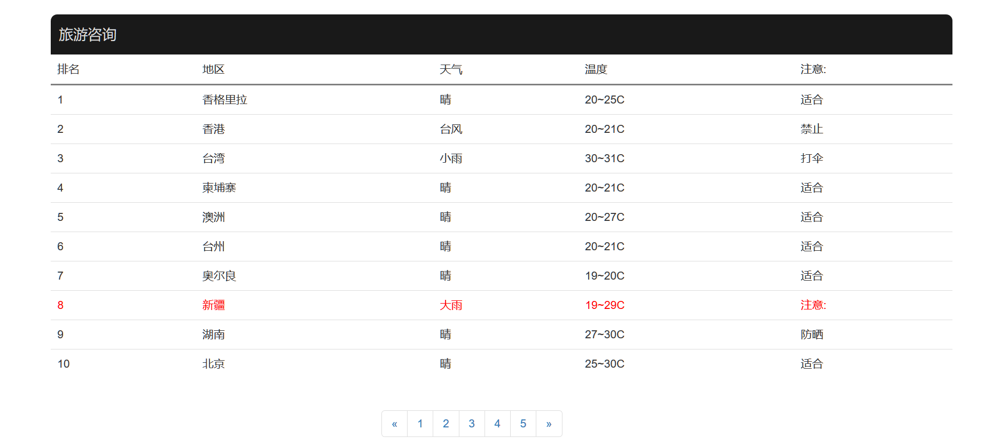 旅游咨询
排名 地区 天气 温度 注意:
1 香格里拉 晴 20~25C 适合
2 香港 台风 20~21C 禁止
3 台湾 小雨 30~31C 打伞
4 柬埔寨 晴 20~21C 适合
5 澳洲 晴 20~27C 适合
6 台州 晴 20~21C 适合
7 奥尔良 晴 19~20C 适合
8 新疆 大雨 19~29C 注意:
9 湖南 晴 27~30C 防晒
10 北京 晴 25~30C 适合
« 1 2 3 4 5 »